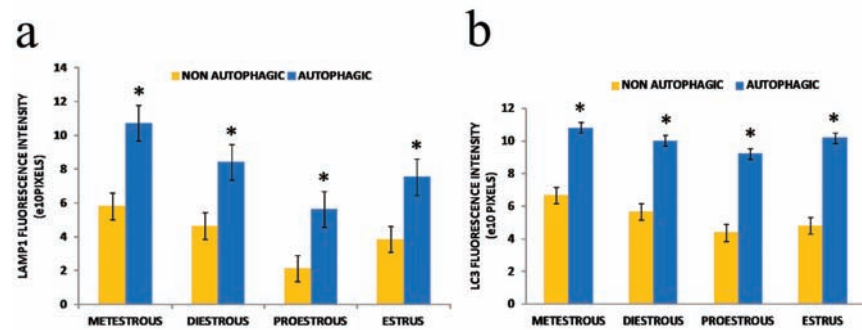 a
NON AUTOPHAGIC AUTOPHAGIC
LAMP1 FLUORESCENCE INTENSITY
(e10PIXELS)
14
12
10
8
6
4
2
0
* * * *
METESTROUS DIESTROUS PROESTROUS ESTRUS
b
NON AUTOPHAGIC AUTOPHAGIC
LC3 FLUORESCENCE INTENSITY
(e10 PIXELS)
12
10
8
6
4
2
0
* * * *
METESTROUS DIESTROUS PROESTROUS ESTRUS